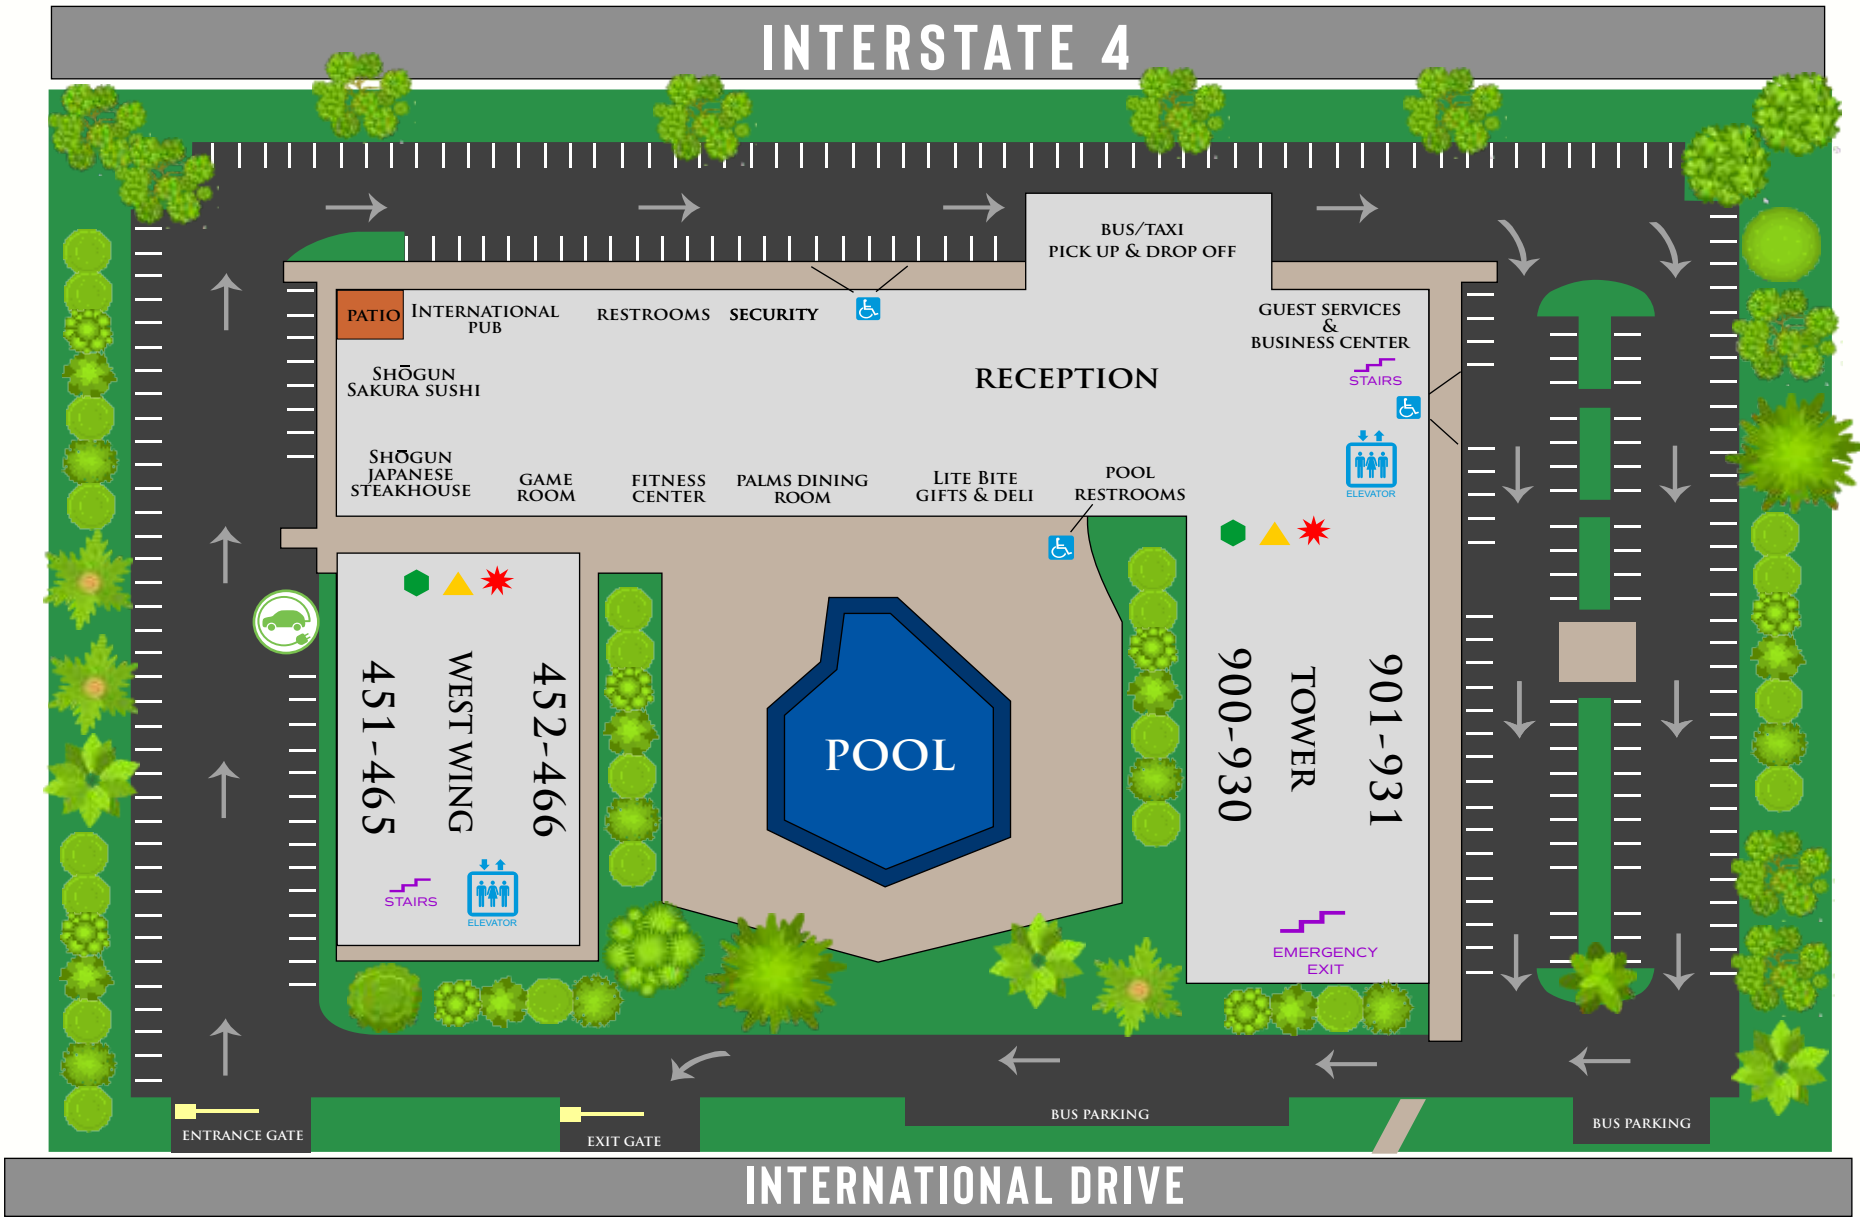 INTERSTATE 4
BUS/TAXI
PICK UP & DROP OFF
PATIO
INTERNATIONAL
PUB
RESTROOMS
SECURITY
GUEST SERVICES
&
BUSINESS CENTER
STAIRS
SHŌGUN
SAKURA SUSHI
RECEPTION
SHŌGUN
JAPANESE
STEAKHOUSE
GAME
ROOM
FITNESS
CENTER
PALMS DINING
ROOM
LITE BITE
GIFTS & DELI
POOL
RESTROOMS
ELEVATOR
451-465
WEST WING
452-466
STAIRS
ELEVATOR
POOL
900-930
TOWER
901-931
EMERGENCY
EXIT
ENTRANCE GATE
EXIT GATE
BUS PARKING
BUS PARKING
INTERNATIONAL DRIVE